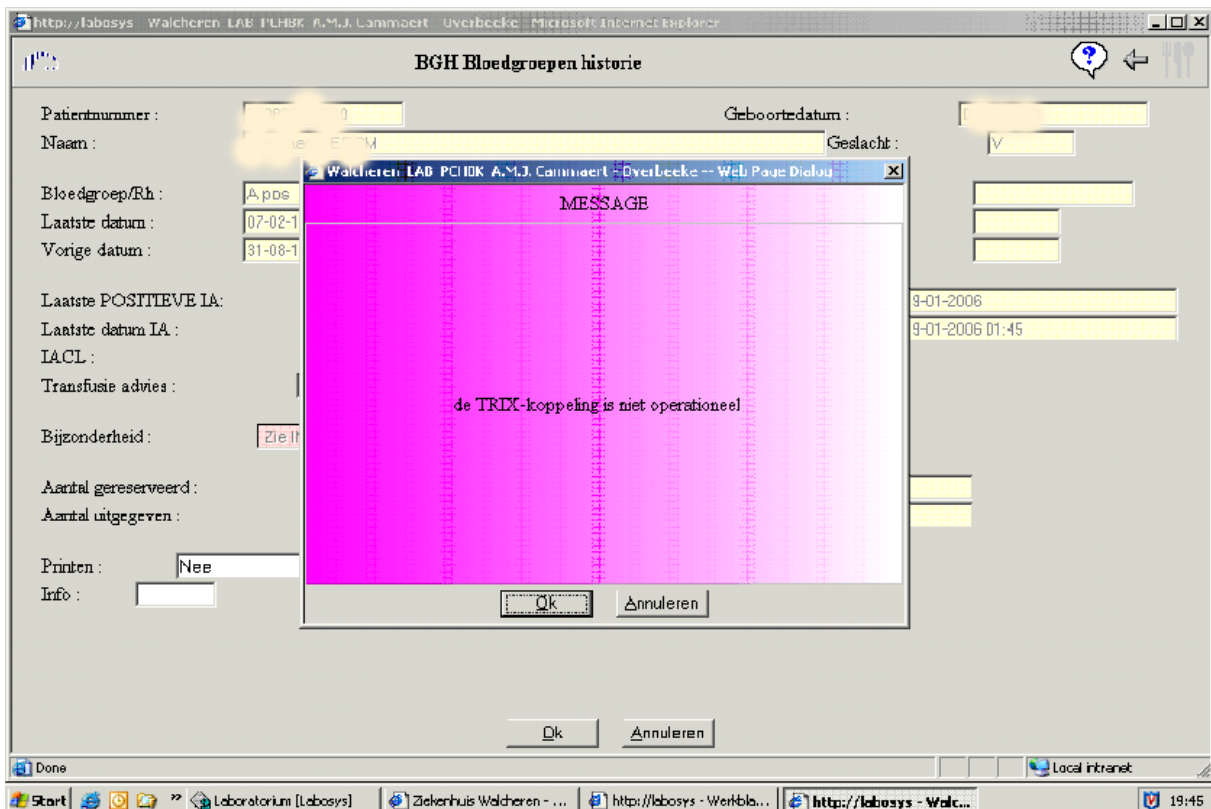 http://labosys Walcheren LAB PCHBK A.M.J. Cammaert Overbeeke Microsoft Internet Explorer
BGH Bloedgroepen historie
Patientnummer : Geboortedatum :
Naam : Geslacht : V
Walcheren LAB PCHBK A.M.J. Cammaert - Overbeeke -- Web Page Dialog
Bloedgroep/Rh : A pos
MESSAGE
Laatste datum : 07-02-1
Vorige datum : 31-08-1
Laatste POSITIEVE IA: 9-01-2006
Laatste datum IA : 9-01-2006 01:45
IACL :
Transfusie advies :
de TRIX-koppeling is niet operationeel
Bijzonderheid : Zie
Aantal gereserveerd :
Aantal uitgegeven :
Printen : Nee
Info :
Ok Annuleren
Ok Annuleren
Done Local intranet
Start Laboratorium [Labosys] Ziekenhuis Walcheren - ... http://labosys - Werkbla... http://labosys - Walc... 19:45